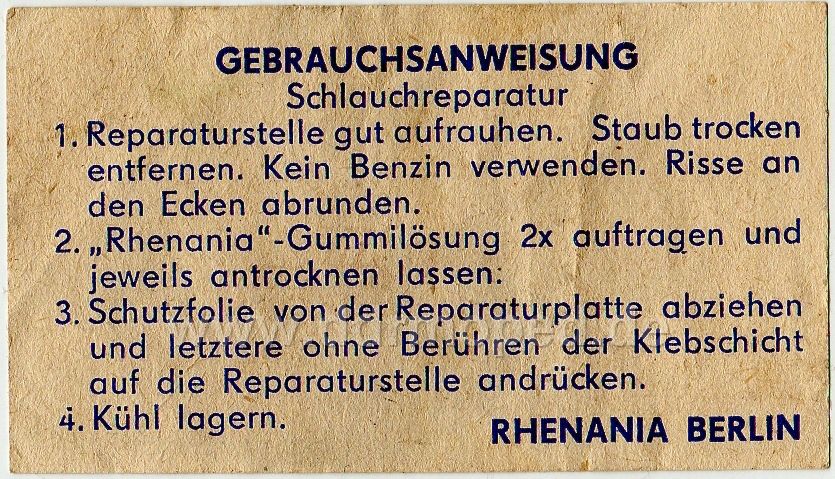 GEBRAUCHSANWEISUNG
Schlauchreparatur
1. Reparaturstelle gut aufrauhen. Staub trocken
entfernen. Kein Benzin verwenden. Risse an
den Ecken abrunden.
2. „Rhenania“-Gummilösung 2x auftragen und
jeweils antrocknen lassen:
3. Schutzfolie von der Reparaturplatte abziehen
und letztere ohne Berühren der Klebschicht
auf die Reparaturstelle andrücken.
4. Kühl lagern.
RHENANIA BERLIN